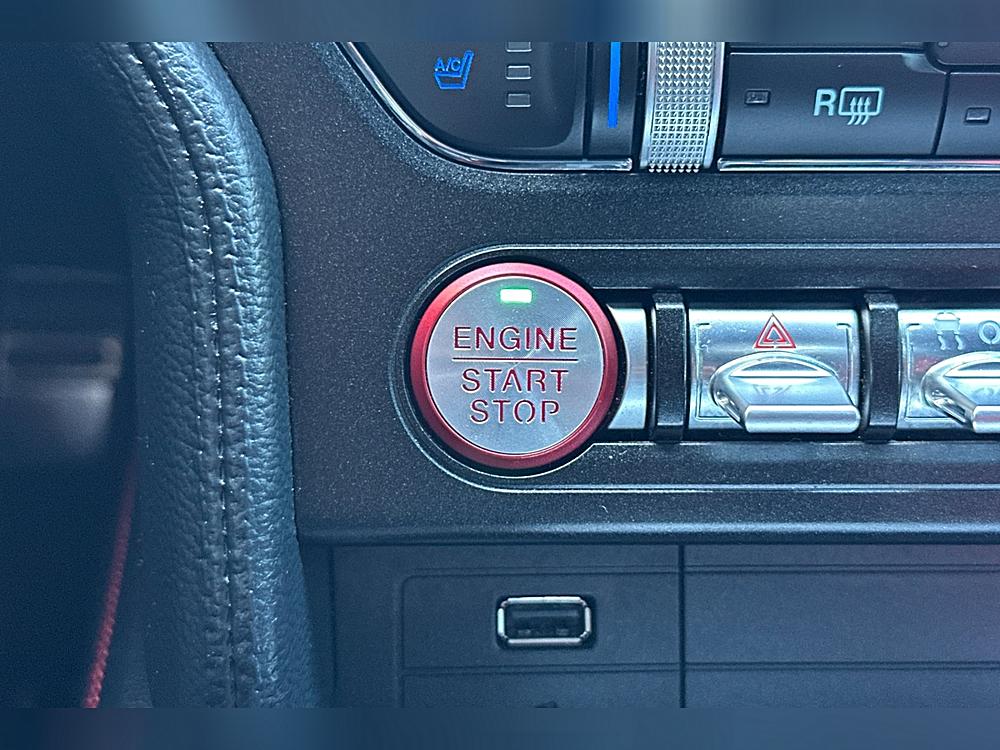 A/C
R
ENGINE
START
STOP